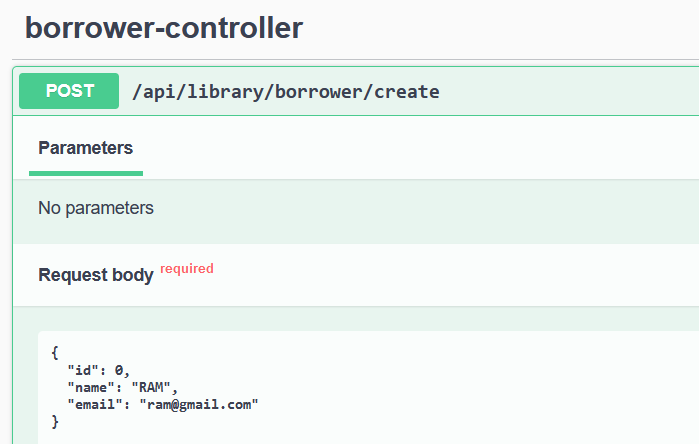 borrower-controller
POST /api/library/borrower/create
Parameters
No parameters
Request body required
{
"id": 0,
"name": "RAM",
"email": "ram@gmail.com"
}